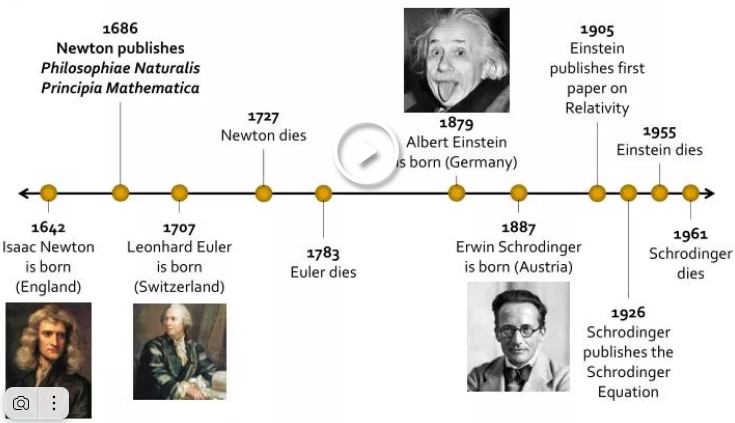 1686
Newton publishes
Philosophiae Naturalis
Principia Mathematica
1727
Newton dies
1879
Albert Einstein
is born (Germany)
1905
Einstein
publishes first
paper on
Relativity
1955
Einstein dies
1642
Isaac Newton
is born
(England)
1707
Leonhard Euler
is born
(Switzerland)
1783
Euler dies
1887
Erwin Schrodinger
is born (Austria)
1926
Schrodinger
publishes the
Schrodinger
Equation
1961
Schrodinger
dies